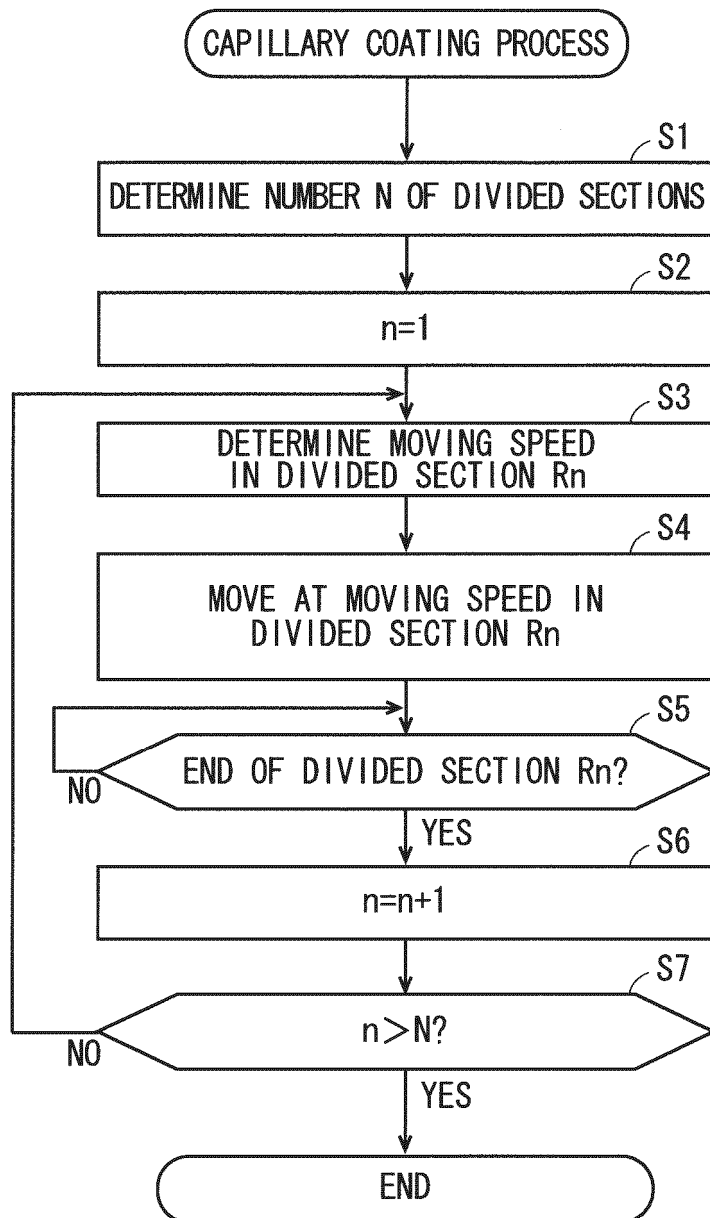 CAPILLARY COATING PROCESS
S1
DETERMINE NUMBER N OF DIVIDED SECTIONS
S2
n=1
S3
DETERMINE MOVING SPEED
IN DIVIDED SECTION Rn
S4
MOVE AT MOVING SPEED IN
DIVIDED SECTION Rn
S5
END OF DIVIDED SECTION Rn?
NO
YES
S6
n=n+1
S7
n>N?
NO
YES
END